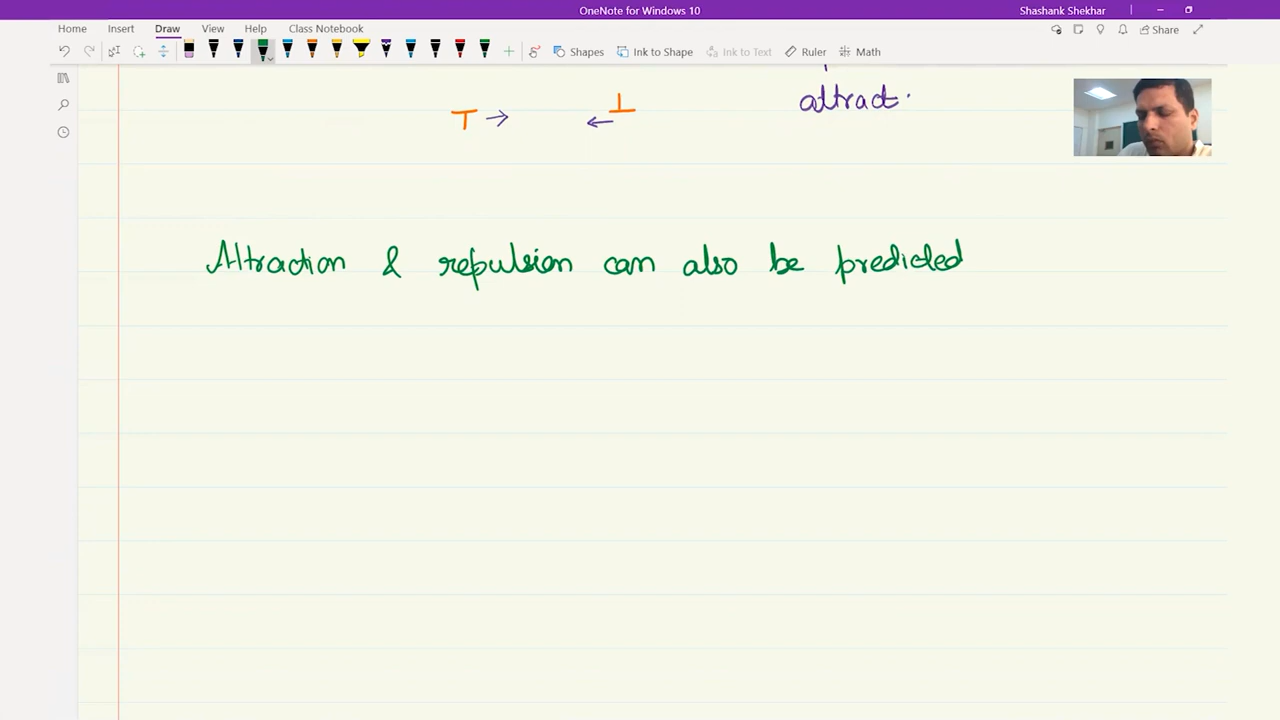 OneNote for Windows 10
Shashank Shekhar
Home Insert Draw View Help Class Notebook
Share
Shapes Ink to Shape Ink to Text Ruler Math
attract.
T → ← ⊥
Attraction & repulsion can also be predicted